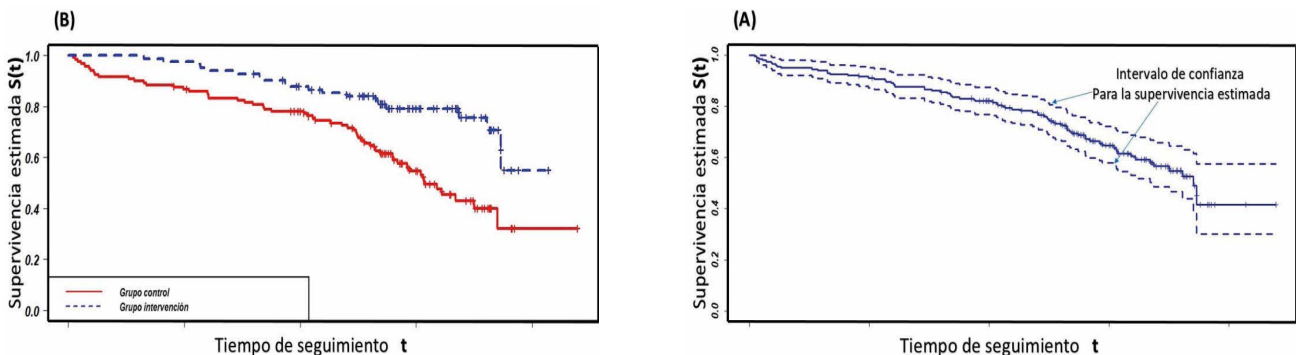 (B)
Supervivencia estimada S(t)
1.0
0.8
0.6
0.4
0.2
0.0
Grupo control
Grupo intervención
Tiempo de seguimiento t
(A)
Supervivencia estimada S(t)
1.0
0.8
0.6
0.4
0.2
0.0
Intervalo de confianza
Para la supervivencia estimada
Tiempo de seguimiento t